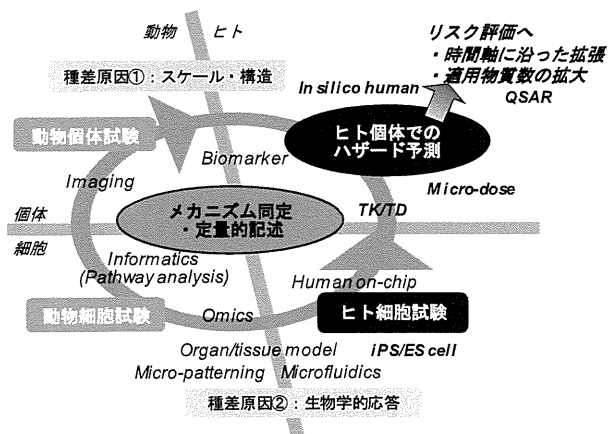 動物 ヒト
リスク評価へ
・時間軸に沿った拡張
・適用物質数の拡大
QSAR
種差原因①：スケール・構造
In silico human
動物個体試験
ヒト個体での
ハザード予測
Biomarker
Imaging
Micro-dose
メカニズム同定
・定量的記述
TK/TD
個体
細胞
Informatics
(Pathway analysis)
Human on-chip
動物細胞試験
Omics
ヒト細胞試験
Organ/tissue model
iPS/ES cell
Micro-patterning
Microfluidics
種差原因②：生物学的応答